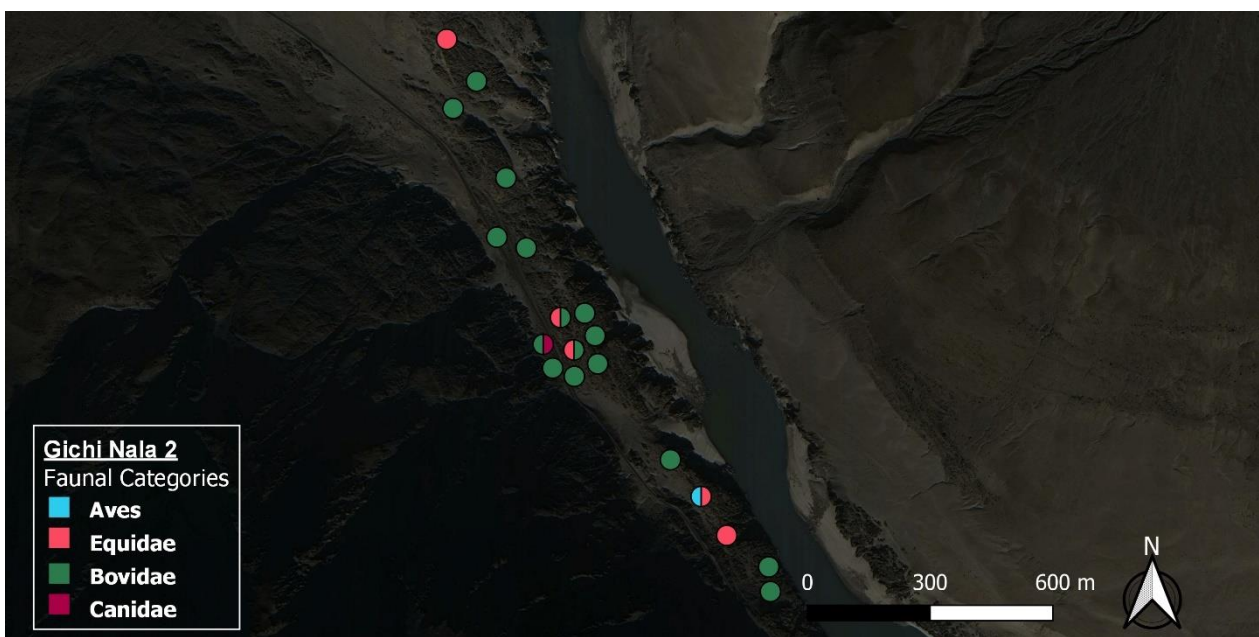 Gichi Nala 2
Faunal Categories
Aves
Equidae
Bovidae
Canidae
0 300 600 m
N